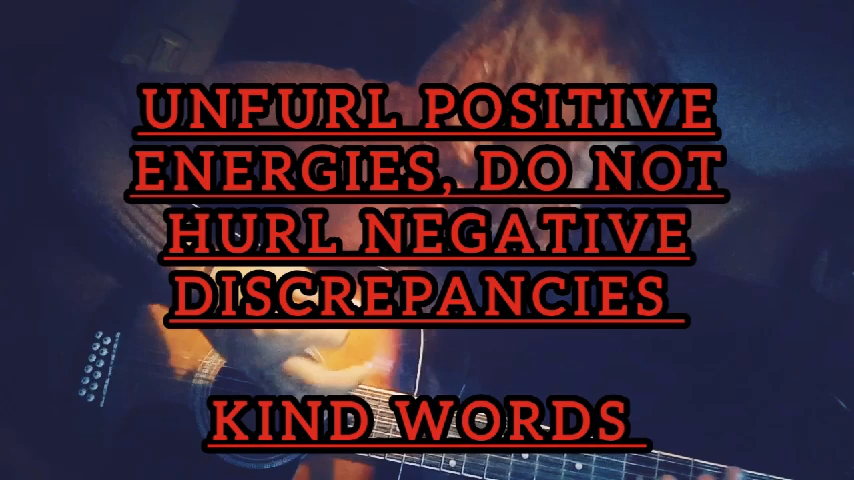 UNFURL POSITIVE
ENERGIES, DO NOT
HURL NEGATIVE
DISCREPANCIES
KIND WORDS